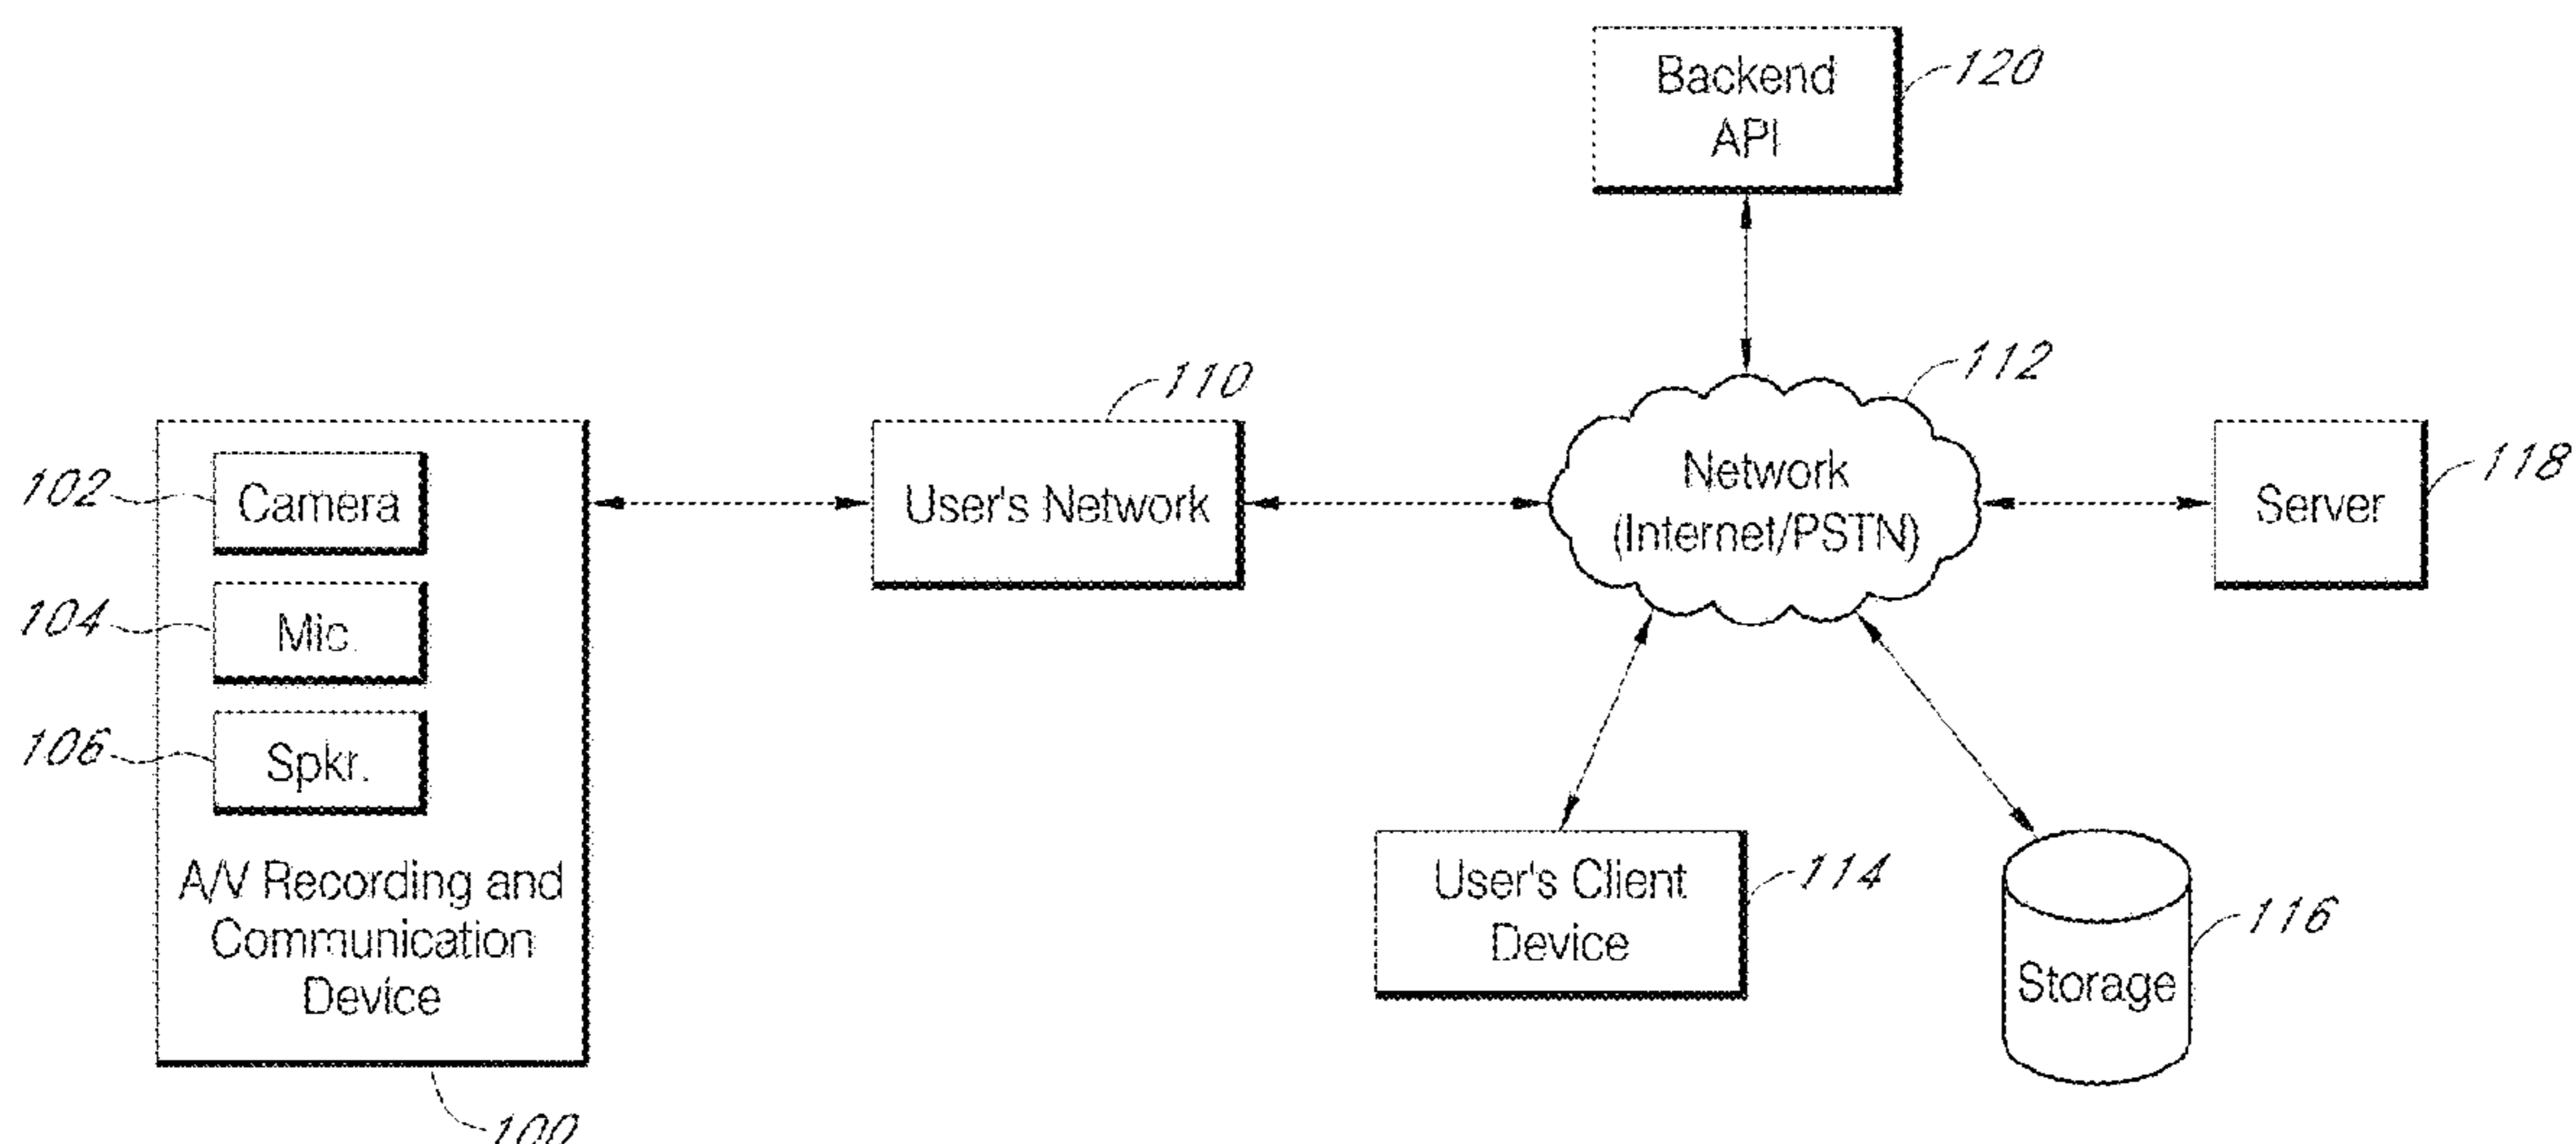 Backend
API
120
110
112
102
Camera
User's Network
Network
(Internet/PSTN)
Server
118
104
Mic.
106
Spkr.
A/V Recording and
Communication
Device
100
User's Client
Device
114
Storage
116